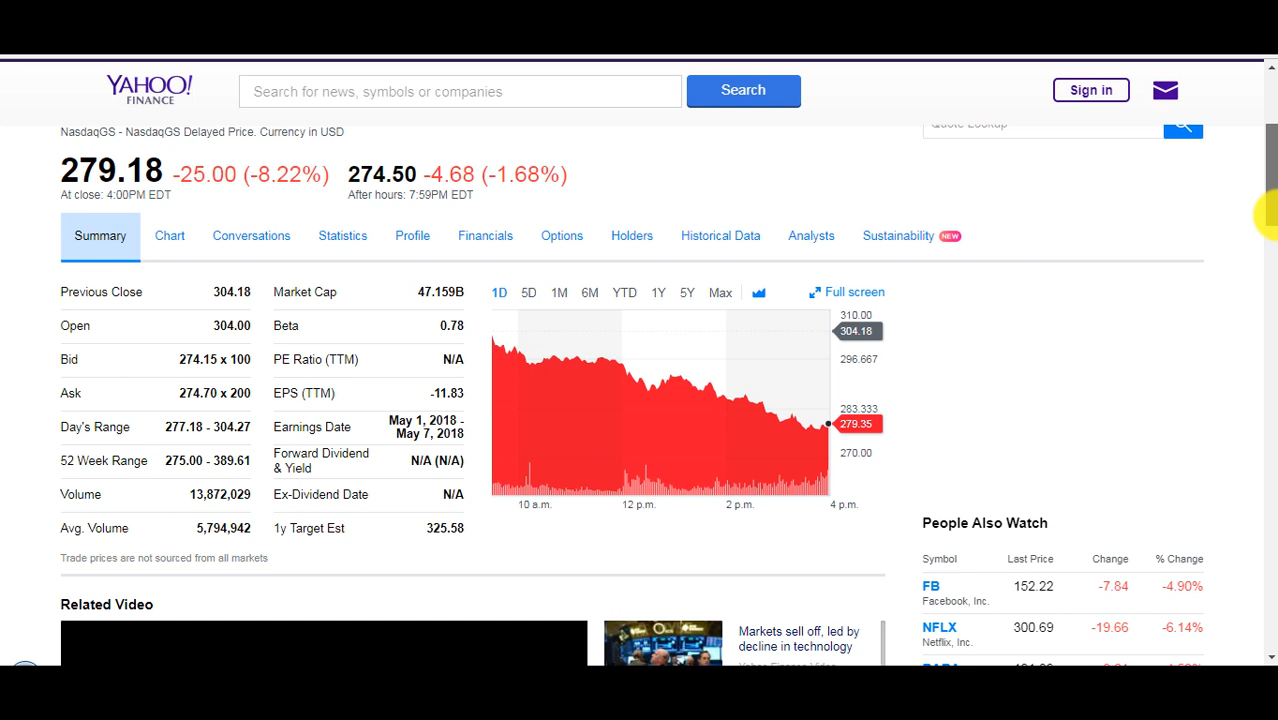 YAHOO!
FINANCE
Search for news, symbols or companies
Search
Sign in
NasdaqGS - NasdaqGS Delayed Price. Currency in USD
Quote Lookup
279.18 -25.00 (-8.22%) 274.50 -4.68 (-1.68%)
At close: 4:00PM EDT After hours: 7:59PM EDT
Summary Chart Conversations Statistics Profile Financials Options Holders Historical Data Analysts Sustainability NEW
Previous Close 304.18
Open 304.00
Bid 274.15 x 100
Ask 274.70 x 200
Day's Range 277.18 - 304.27
52 Week Range 275.00 - 389.61
Volume 13,872,029
Avg. Volume 5,794,942
Market Cap 47.159B
Beta 0.78
PE Ratio (TTM) N/A
EPS (TTM) -11.83
Earnings Date May 1, 2018 -
May 7, 2018
Forward Dividend
& Yield N/A (N/A)
Ex-Dividend Date N/A
1y Target Est 325.58
Trade prices are not sourced from all markets
1D 5D 1M 6M YTD 1Y 5Y Max Full screen
310.00
304.18
296.667
283.333
279.35
270.00
10 a.m. 12 p.m. 2 p.m. 4 p.m.
People Also Watch
Symbol Last Price Change % Change
FB 152.22 -7.84 -4.90%
Facebook, Inc.
NFLX 300.69 -19.66 -6.14%
Netflix, Inc.
Related Video
Markets sell off, led by
decline in technology